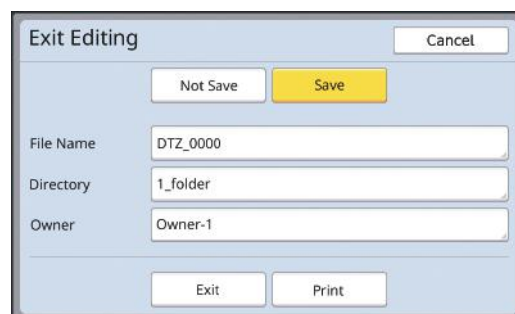 Exit Editing Cancel
Not Save Save
File Name DTZ_0000
Directory 1_folder
Owner Owner-1
Exit Print